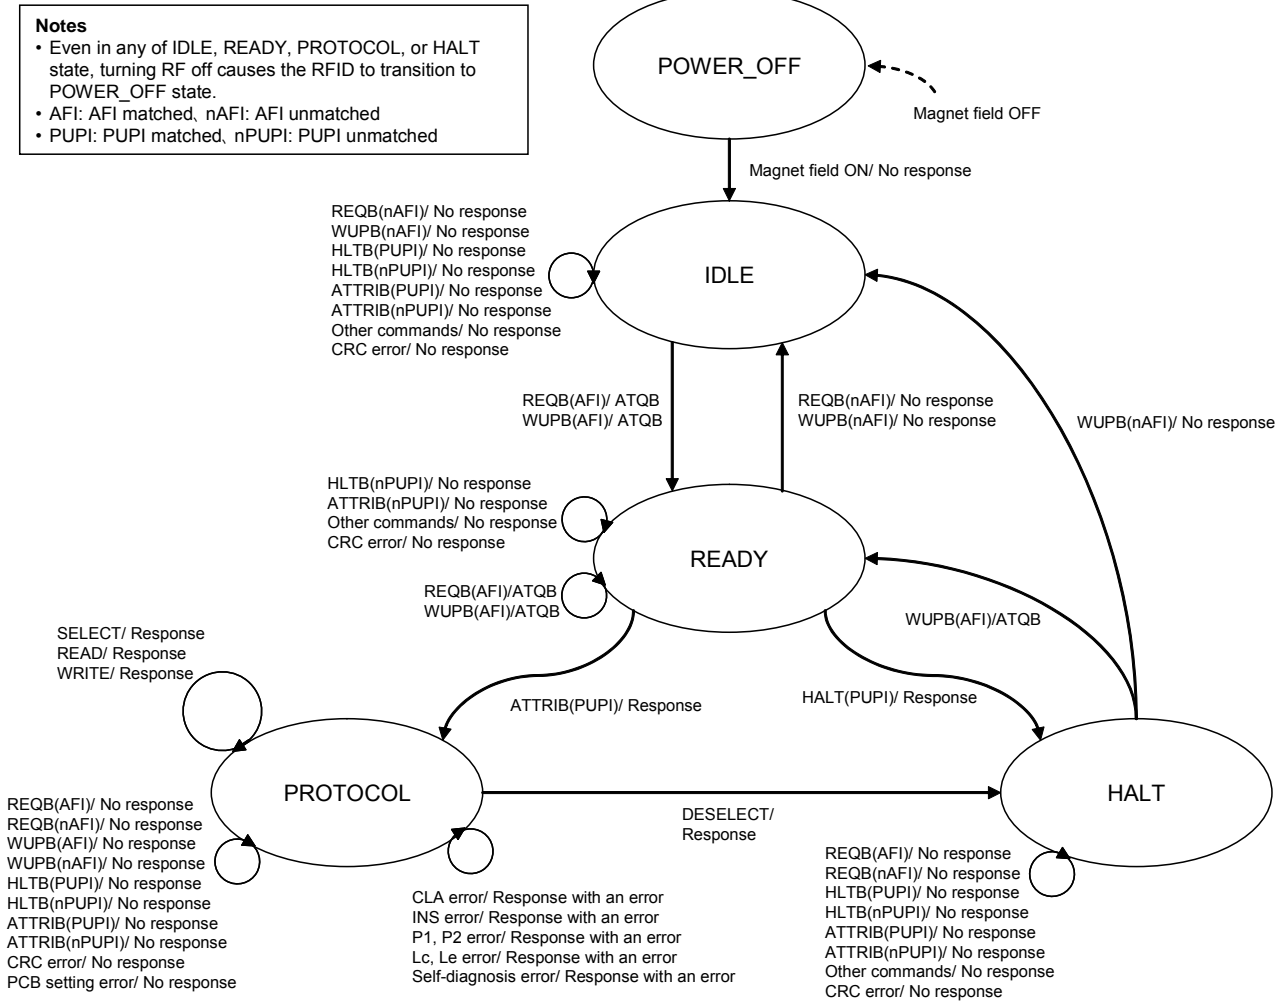 Notes
• Even in any of IDLE, READY, PROTOCOL, or HALT
state, turning RF off causes the RFID to transition to
POWER_OFF state.
• AFI: AFI matched、nAFI: AFI unmatched
• PUPI: PUPI matched、nPUPI: PUPI unmatched
POWER_OFF
Magnet field OFF
Magnet field ON/ No response
REQB(nAFI)/ No response
WUPB(nAFI)/ No response
HLTB(PUPI)/ No response
HLTB(nPUPI)/ No response
ATTRIB(PUPI)/ No response
ATTRIB(nPUPI)/ No response
Other commands/ No response
CRC error/ No response
IDLE
REQB(AFI)/ ATQB
WUPB(AFI)/ ATQB
REQB(nAFI)/ No response
WUPB(nAFI)/ No response
WUPB(nAFI)/ No response
HLTB(nPUPI)/ No response
ATTRIB(nPUPI)/ No response
Other commands/ No response
CRC error/ No response
READY
REQB(AFI)/ATQB
WUPB(AFI)/ATQB
WUPB(AFI)/ATQB
SELECT/ Response
READ/ Response
WRITE/ Response
ATTRIB(PUPI)/ Response
HALT(PUPI)/ Response
PROTOCOL
HALT
DESELECT/
Response
REQB(AFI)/ No response
REQB(nAFI)/ No response
WUPB(AFI)/ No response
WUPB(nAFI)/ No response
HLTB(PUPI)/ No response
HLTB(nPUPI)/ No response
ATTRIB(PUPI)/ No response
ATTRIB(nPUPI)/ No response
CRC error/ No response
PCB setting error/ No response
CLA error/ Response with an error
INS error/ Response with an error
P1, P2 error/ Response with an error
Lc, Le error/ Response with an error
Self-diagnosis error/ Response with an error
REQB(AFI)/ No response
REQB(nAFI)/ No response
HLTB(PUPI)/ No response
HLTB(nPUPI)/ No response
ATTRIB(PUPI)/ No response
ATTRIB(nPUPI)/ No response
Other commands/ No response
CRC error/ No response